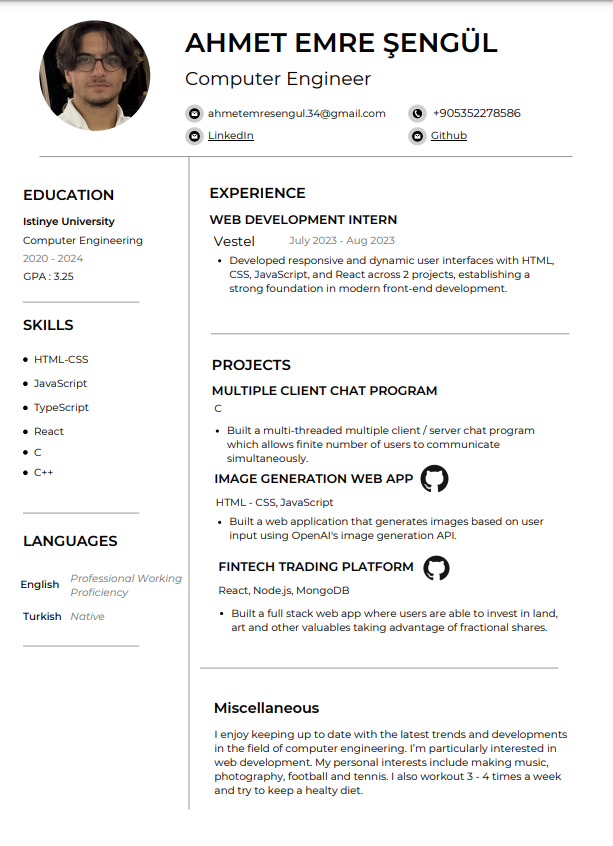 AHMET EMRE ŞENGÜL
Computer Engineer
ahmetemresengul.34@gmail.com
+905352278586
LinkedIn
Github
EDUCATION
Istinye University
Computer Engineering
2020 - 2024
GPA : 3.25
SKILLS
HTML-CSS
JavaScript
TypeScript
React
C
C++
LANGUAGES
English Professional Working
Proficiency
Turkish Native
EXPERIENCE
WEB DEVELOPMENT INTERN
Vestel July 2023 - Aug 2023
Developed responsive and dynamic user interfaces with HTML,
CSS, JavaScript, and React across 2 projects, establishing a
strong foundation in modern front-end development.
PROJECTS
MULTIPLE CLIENT CHAT PROGRAM
C
Built a multi-threaded multiple client / server chat program
which allows finite number of users to communicate
simultaneously.
IMAGE GENERATION WEB APP
HTML - CSS, JavaScript
Built a web application that generates images based on user
input using OpenAI's image generation API.
FINTECH TRADING PLATFORM
React, Node.js, MongoDB
Built a full stack web app where users are able to invest in land,
art and other valuables taking advantage of fractional shares.
Miscellaneous
I enjoy keeping up to date with the latest trends and developments
in the field of computer engineering. I'm particularly interested in
web development. My personal interests include making music,
photography, football and tennis. I also workout 3 - 4 times a week
and try to keep a healty diet.